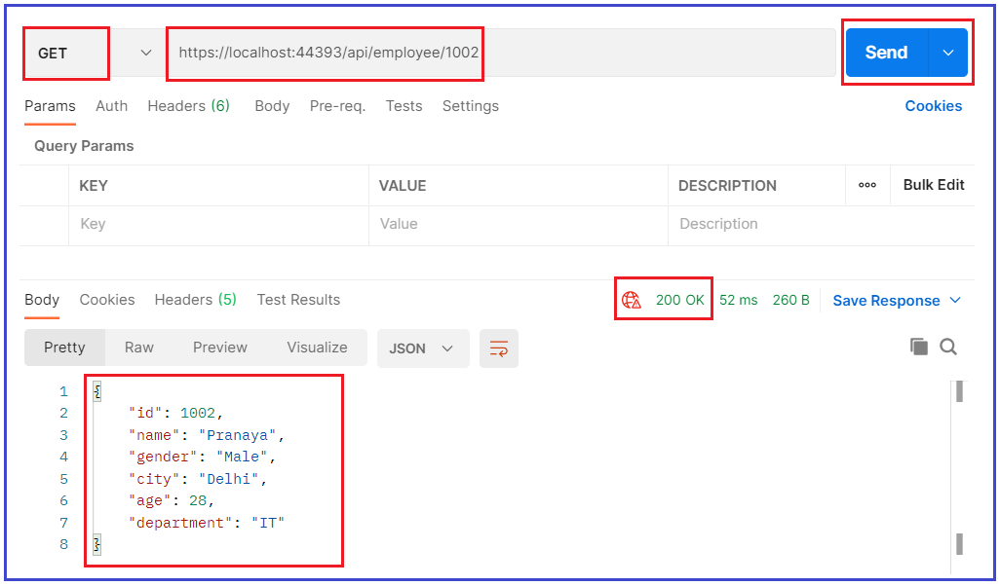 GET https://localhost:44393/api/employee/1002 Send
Params Auth Headers (6) Body Pre-req. Tests Settings Cookies
Query Params
KEY VALUE DESCRIPTION ooo Bulk Edit
Key Value Description
Body Cookies Headers (5) Test Results 200 OK 52 ms 260 B Save Response
Pretty Raw Preview Visualize JSON
1 {
2 "id": 1002,
3 "name": "Pranaya",
4 "gender": "Male",
5 "city": "Delhi",
6 "age": 28,
7 "department": "IT"
8 }